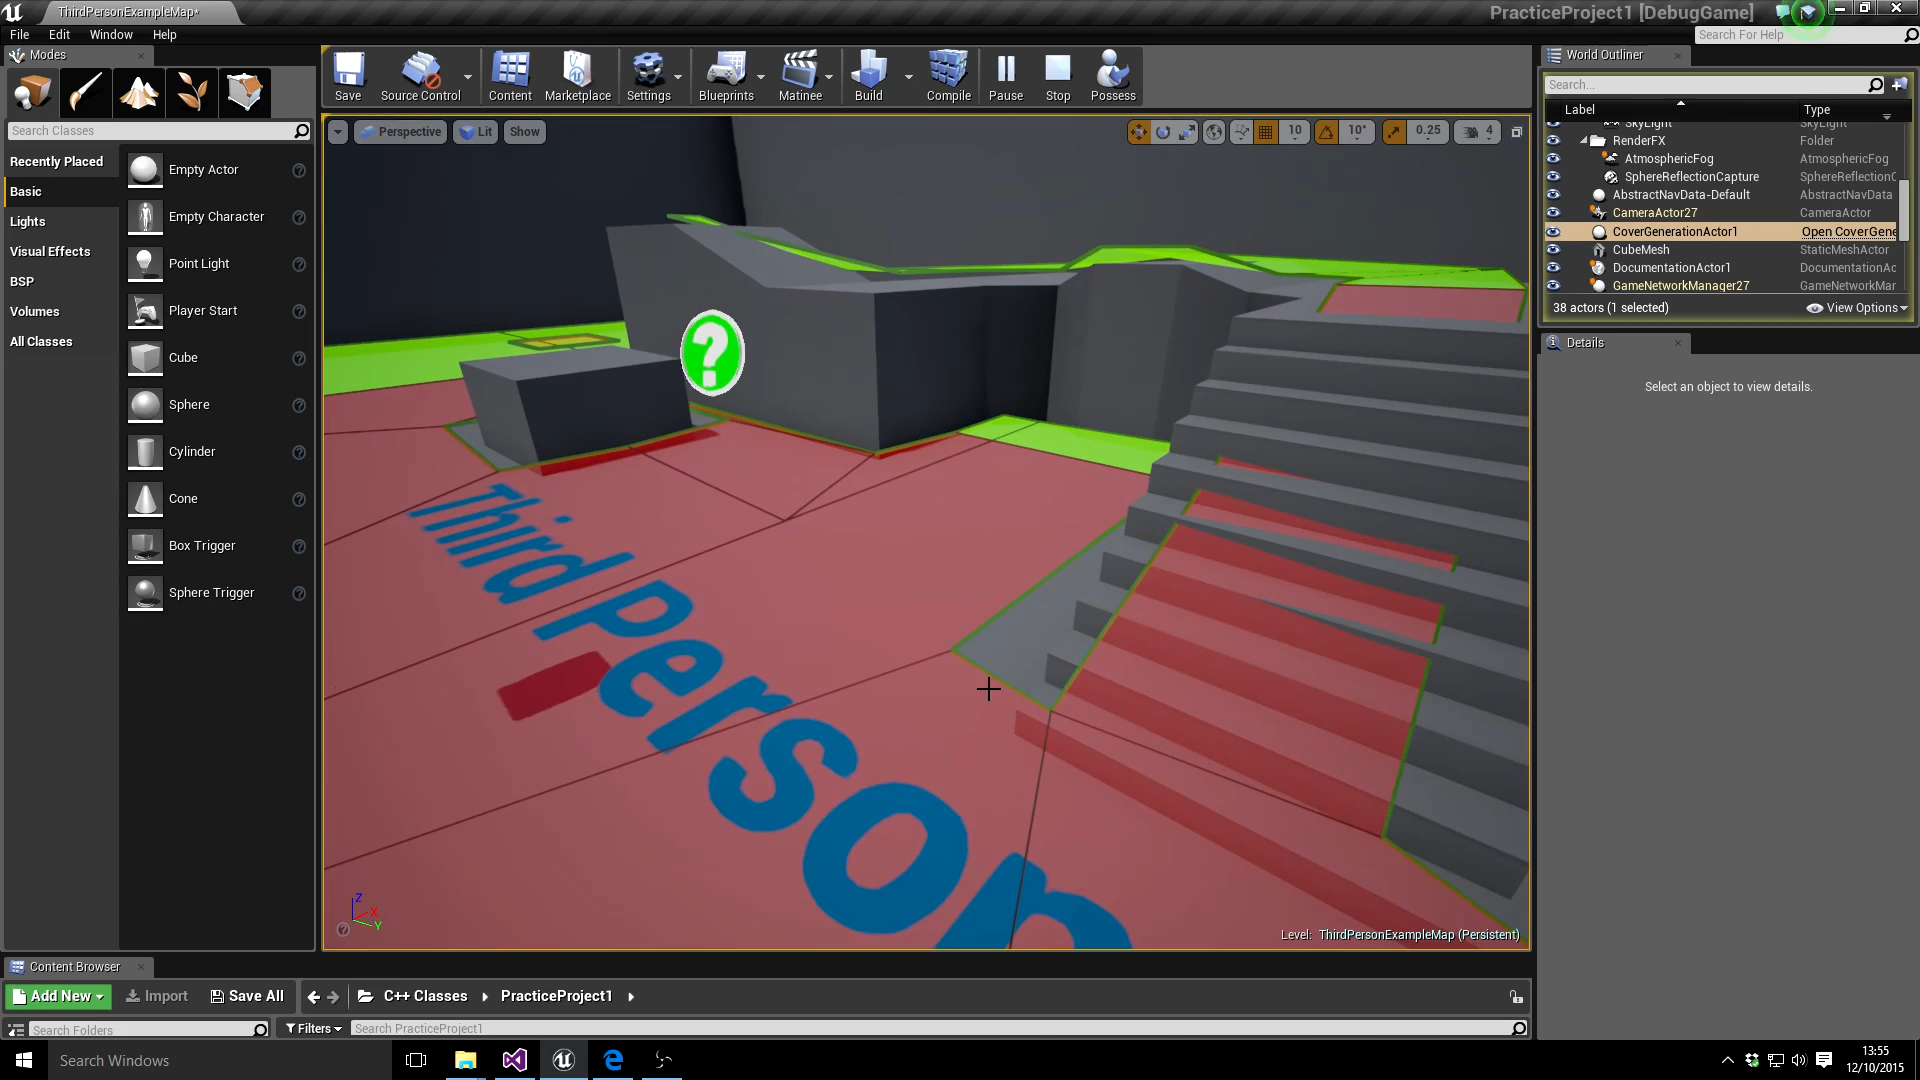 ThirdPersonExampleMap*
PracticeProject1 [DebugGame]
File Edit Window Help
Search For Help
Modes
Save
Source Control
Content
Marketplace
Settings
Blueprints
Matinee
Build
Compile
Pause
Stop
Possess
World Outliner
Search...
Label Type
Search Classes
Perspective
Lit
Show
10
10°
0.25
4
SkyLight SkyLight
RenderFX Folder
AtmosphericFog AtmosphericFog
SphereReflectionCapture SphereReflectionC
AbstractNavData-Default AbstractNavData
CameraActor27 CameraActor
CoverGenerationActor1 Open CoverGene
CubeMesh StaticMeshActor
DocumentationActor1 DocumentationAc
GameNetworkManager27 GameNetworkMar
38 actors (1 selected) View Options
Details
Select an object to view details.
Recently Placed
Basic
Lights
Visual Effects
BSP
Volumes
All Classes
Empty Actor
Empty Character
Point Light
Player Start
Cube
Sphere
Cylinder
Cone
Box Trigger
Sphere Trigger
?
Third Person
Z
X
Y
Level: ThirdPersonExampleMap (Persistent)
Content Browser
Add New Import Save All C++ Classes PracticeProject1
Search Folders Filters Search PracticeProject1
Search Windows
13:55
12/10/2015